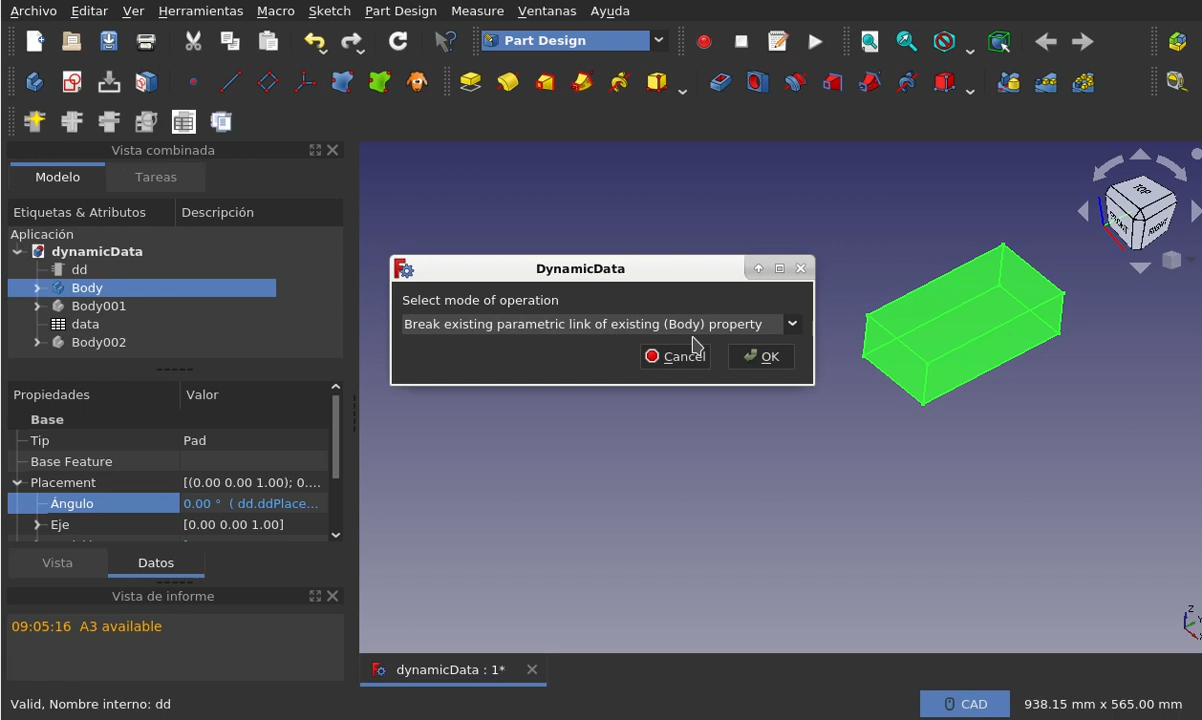 Archivo Editar Ver Herramientas Macro Sketch Part Design Measure Ventanas Ayuda
Part Design
Vista combinada
Modelo Tareas
Etiquetas & Atributos Descripción
Aplicación
dynamicData
dd
Body
Body001
data
Body002
Propiedades Valor
Base
Tip Pad
Base Feature
Placement [(0.00 0.00 1.00); 0....
Ángulo 0.00 ° ( dd.ddPlace...
Eje [0.00 0.00 1.00]
Vista Datos
Vista de informe
09:05:16 A3 available
DynamicData
Select mode of operation
Break existing parametric link of existing (Body) property
Cancel OK
TOP
RIGHT
Z
dynamicData : 1*
Valid, Nombre interno: dd
CAD 938.15 mm x 565.00 mm